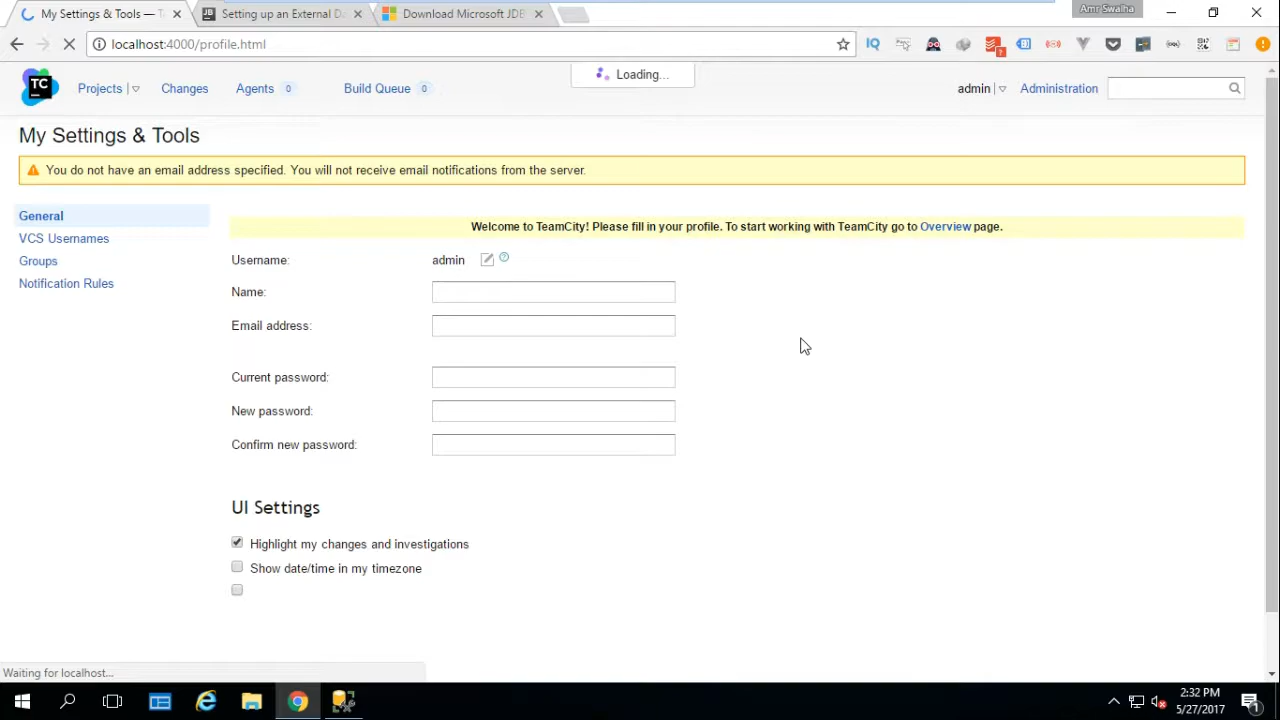 My Settings & Tools — T
Setting up an External Da
Download Microsoft JDB
Amr Swalha
localhost:4000/profile.html
TC
Projects
Changes
Agents 0
Build Queue 0
Loading...
admin
Administration
My Settings & Tools
You do not have an email address specified. You will not receive email notifications from the server.
General
VCS Usernames
Groups
Notification Rules
Welcome to TeamCity! Please fill in your profile. To start working with TeamCity go to Overview page.
Username: admin
Name:
Email address:
Current password:
New password:
Confirm new password:
UI Settings
Highlight my changes and investigations
Show date/time in my timezone
Waiting for localhost...
2:32 PM
5/27/2017